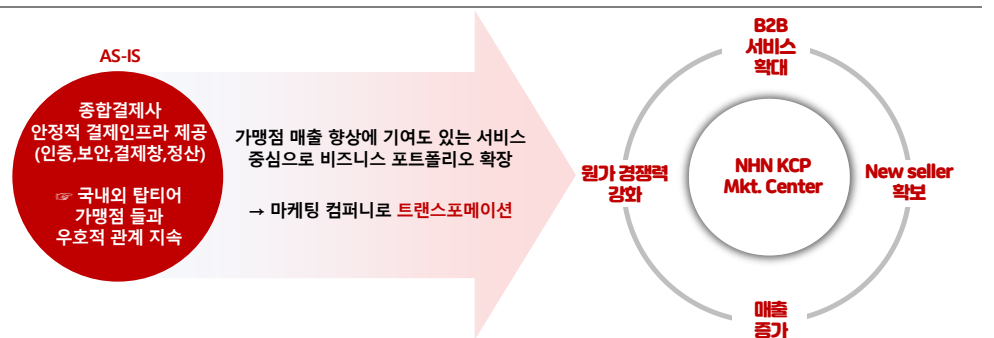 AS-IS
종합결제사
안정적 결제인프라 제공
(인증,보안,결제창,정산)
☞ 국내외 탑티어
가맹점 들과
우호적 관계 지속
가맹점 매출 향상에 기여도 있는 서비스
중심으로 비즈니스 포트폴리오 확장
→ 마케팅 컴퍼니로 트랜스포메이션
B2B
서비스
확대
원가 경쟁력
강화
NHN KCP
Mkt. Center
New seller
확보
매출
증가